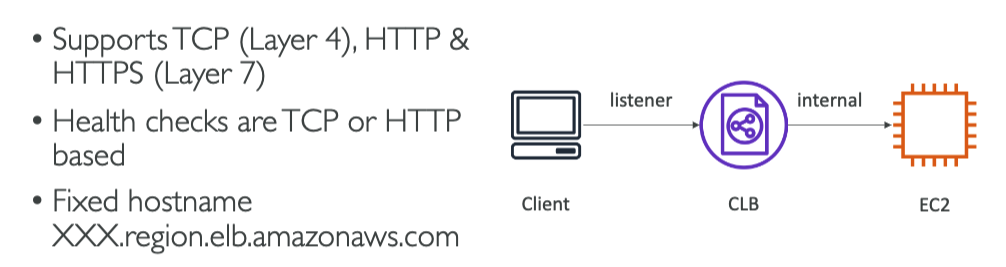 • Supports TCP (Layer 4), HTTP &
HTTPS (Layer 7)
• Health checks are TCP or HTTP
based
• Fixed hostname
XXX.region.elb.amazonaws.com
listener
internal
Client
CLB
EC2